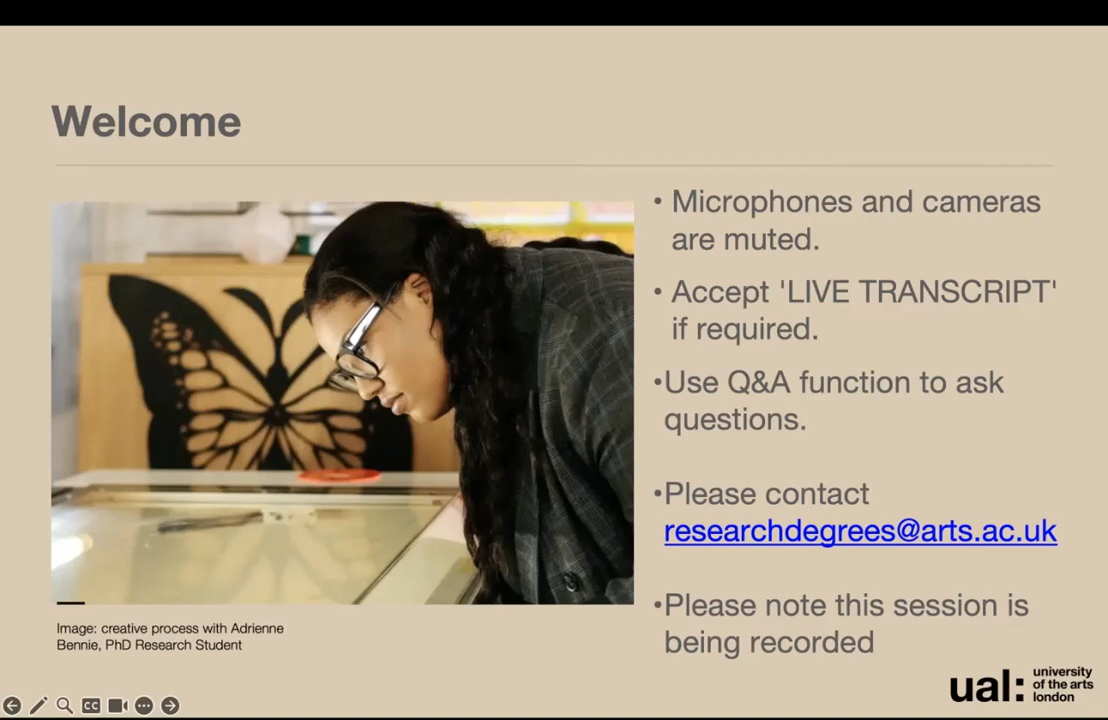 Welcome
• Microphones and cameras
are muted.
• Accept 'LIVE TRANSCRIPT'
if required.
•Use Q&A function to ask
questions.
•Please contact
researchdegrees@arts.ac.uk
•Please note this session is
being recorded
Image: creative process with Adrienne
Bennie, PhD Research Student
ual: university
of the arts
london
CC